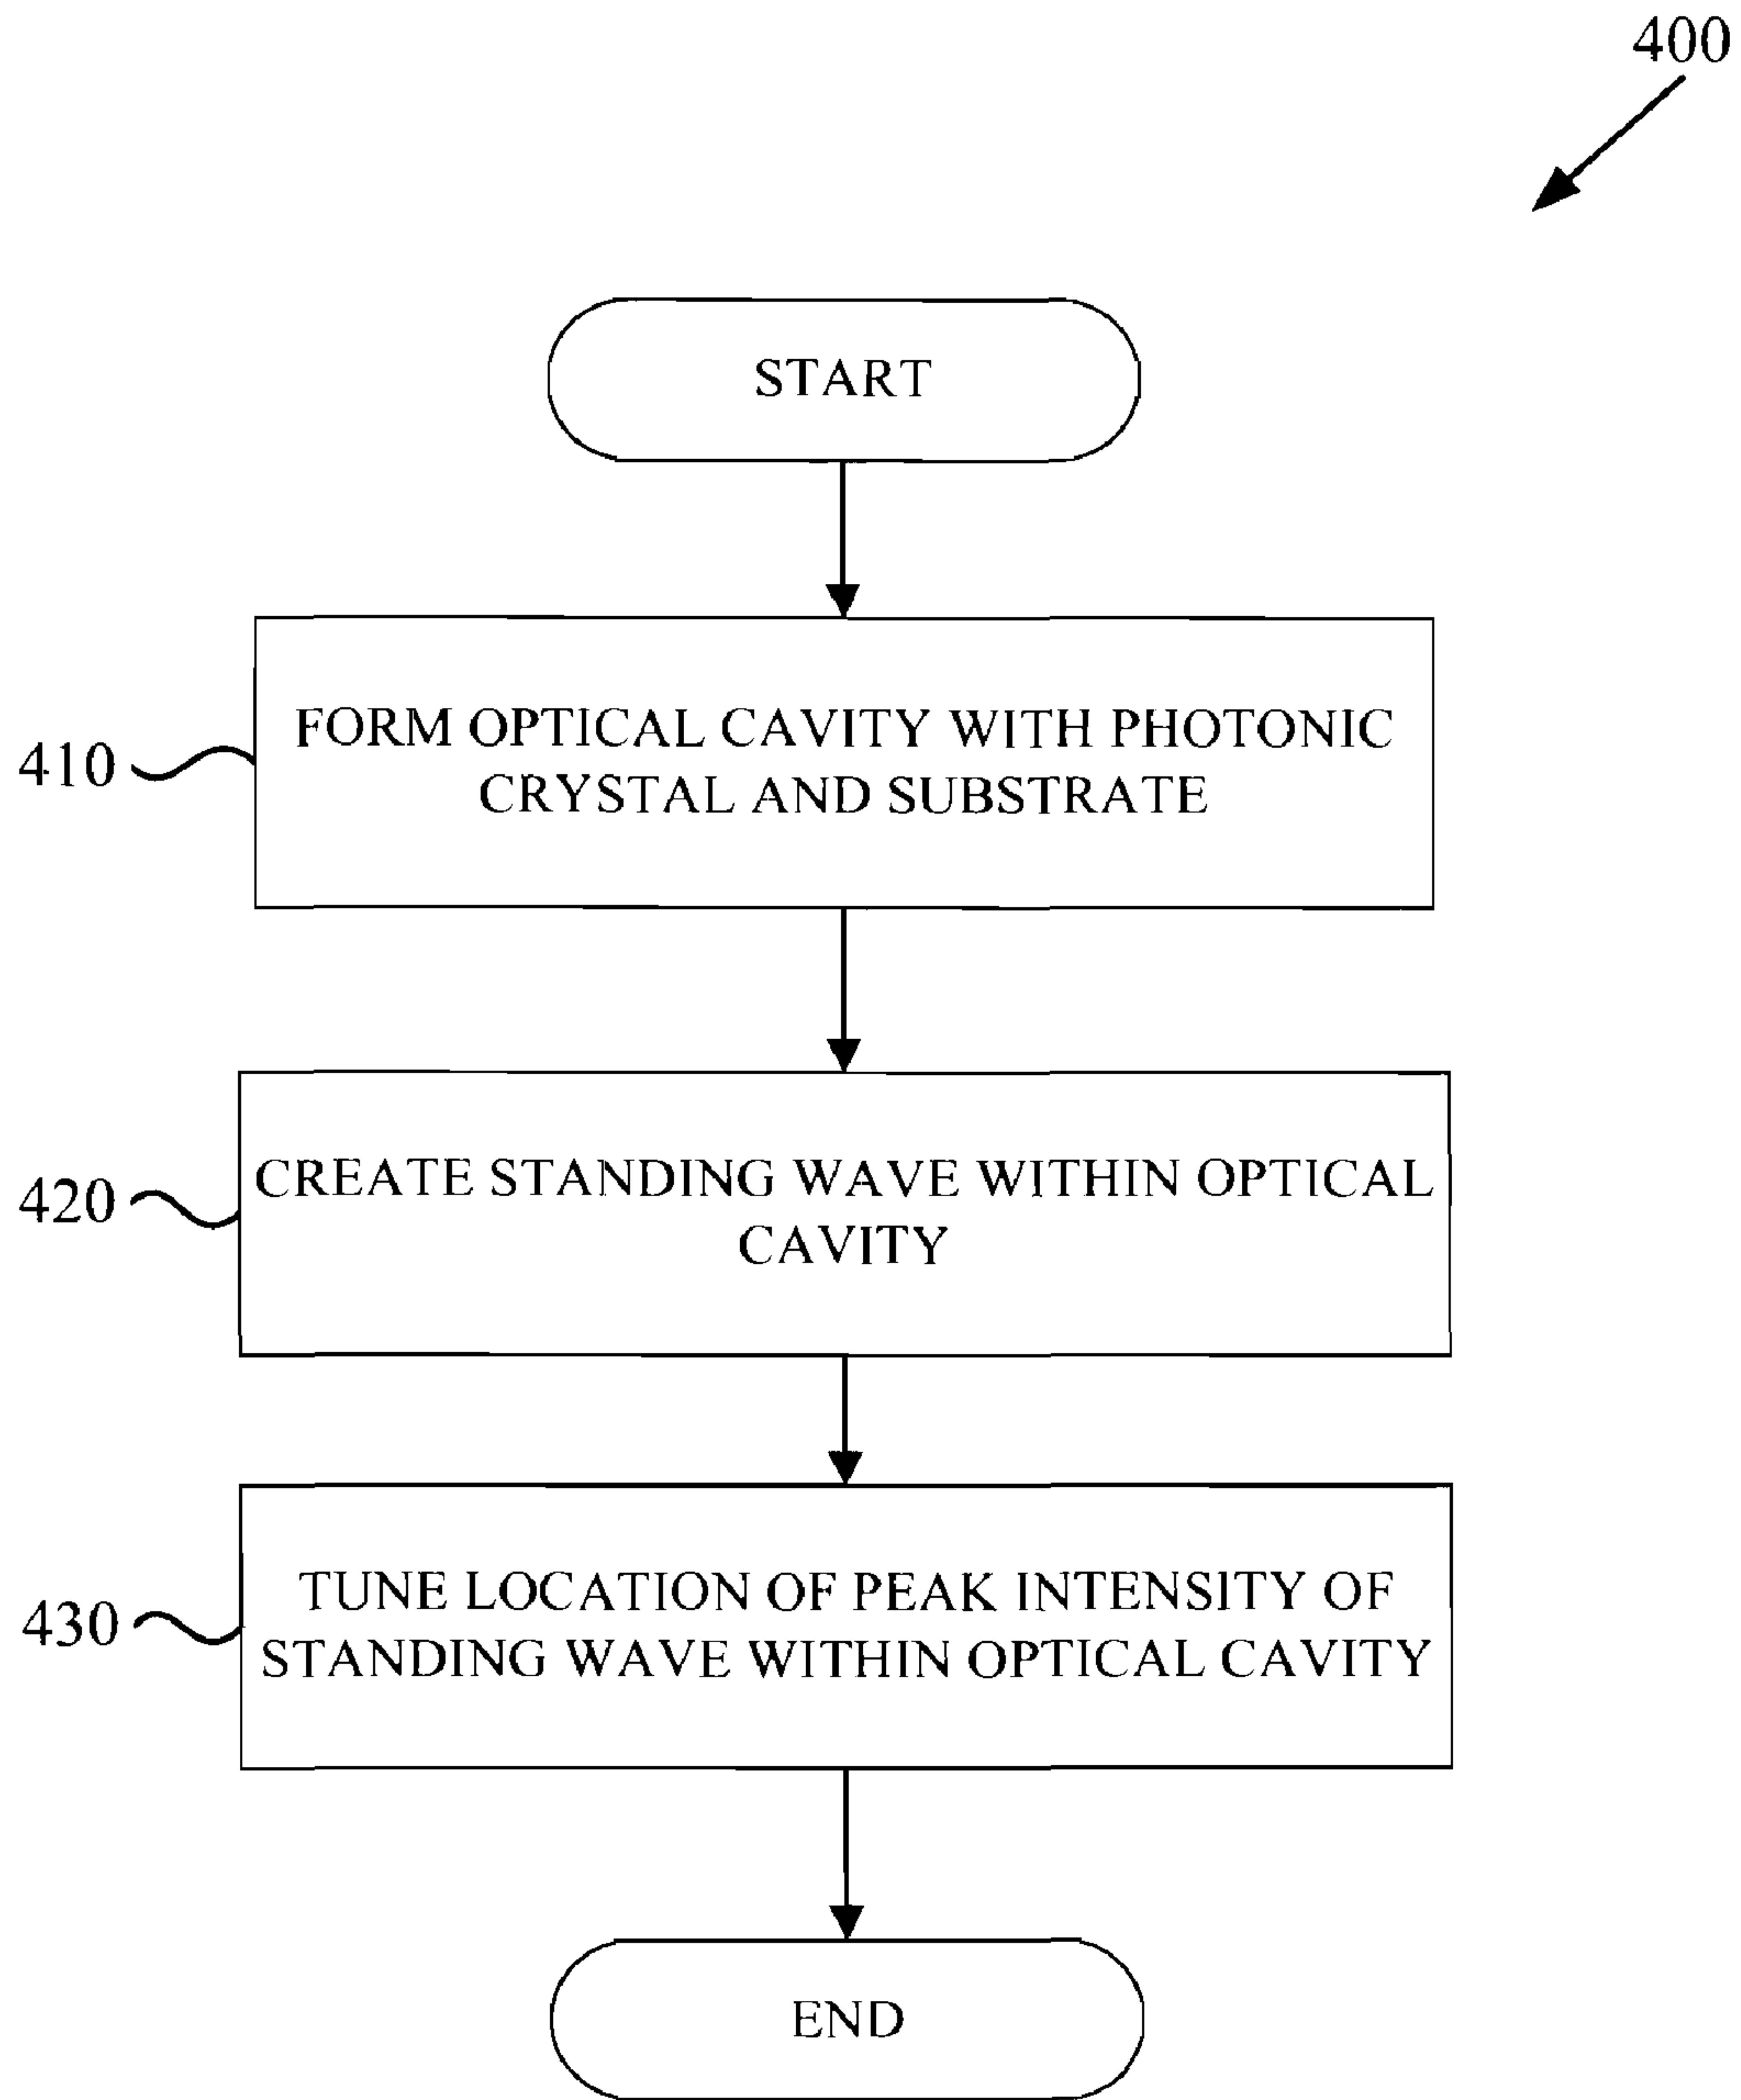 400
START
410
FORM OPTICAL CAVITY WITH PHOTONIC
CRYSTAL AND SUBSTRATE
420
CREATE STANDING WAVE WITHIN OPTICAL
CAVITY
430
TUNE LOCATION OF PEAK INTENSITY OF
STANDING WAVE WITHIN OPTICAL CAVITY
END